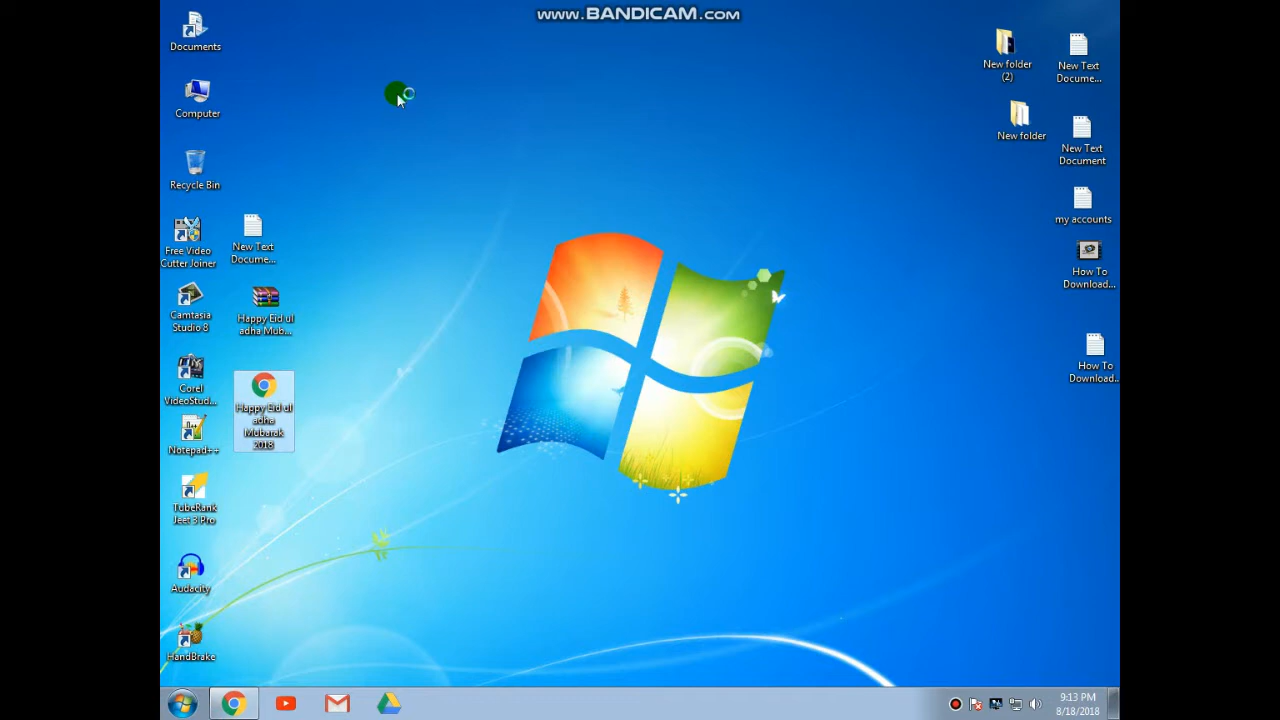 www.BANDICAM.com
Documents
Computer
Recycle Bin
Free Video
Cutter Joiner
New Text
Docume...
Camtasia
Studio 8
Happy Eid ul
adha Mub...
Corel
VideoStud...
Happy Eid ul
adha
Mubarak
2018
Notepad++
TubeRank
Jeet 3 Pro
Audacity
HandBrake
New folder
(2)
New Text
Docume...
New folder
New Text
Document
my accounts
How To
Download...
How To
Download...
9:13 PM
8/18/2018